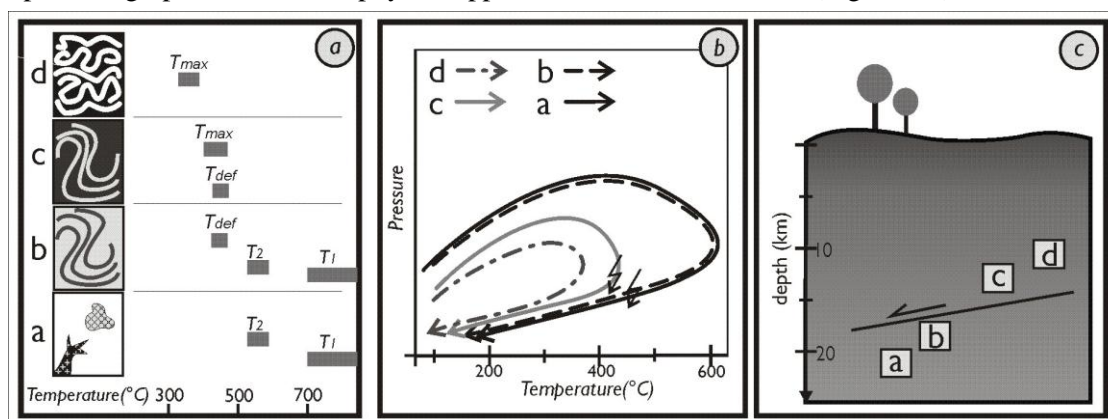 a
d
Tmax
c
Tmax
Tdef
b
Tdef
T2
T1
a
T2
T1
Temperature(°C) 300 500 700
b
d b
c a
Pressure
200 400 600
Temperature(°C)
c
depth (km)
10
20
d
c
b
a